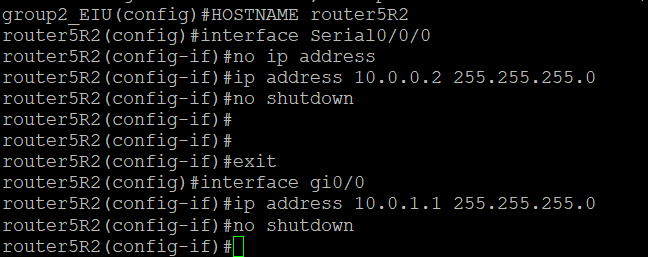 group2_EIU(config)#HOSTNAME router5R2
router5R2(config)#interface Serial0/0/0
router5R2(config-if)#no ip address
router5R2(config-if)#ip address 10.0.0.2 255.255.255.0
router5R2(config-if)#no shutdown
router5R2(config-if)#
router5R2(config-if)#
router5R2(config-if)#exit
router5R2(config)#interface gi0/0
router5R2(config-if)#ip address 10.0.1.1 255.255.255.0
router5R2(config-if)#no shutdown
router5R2(config-if)#